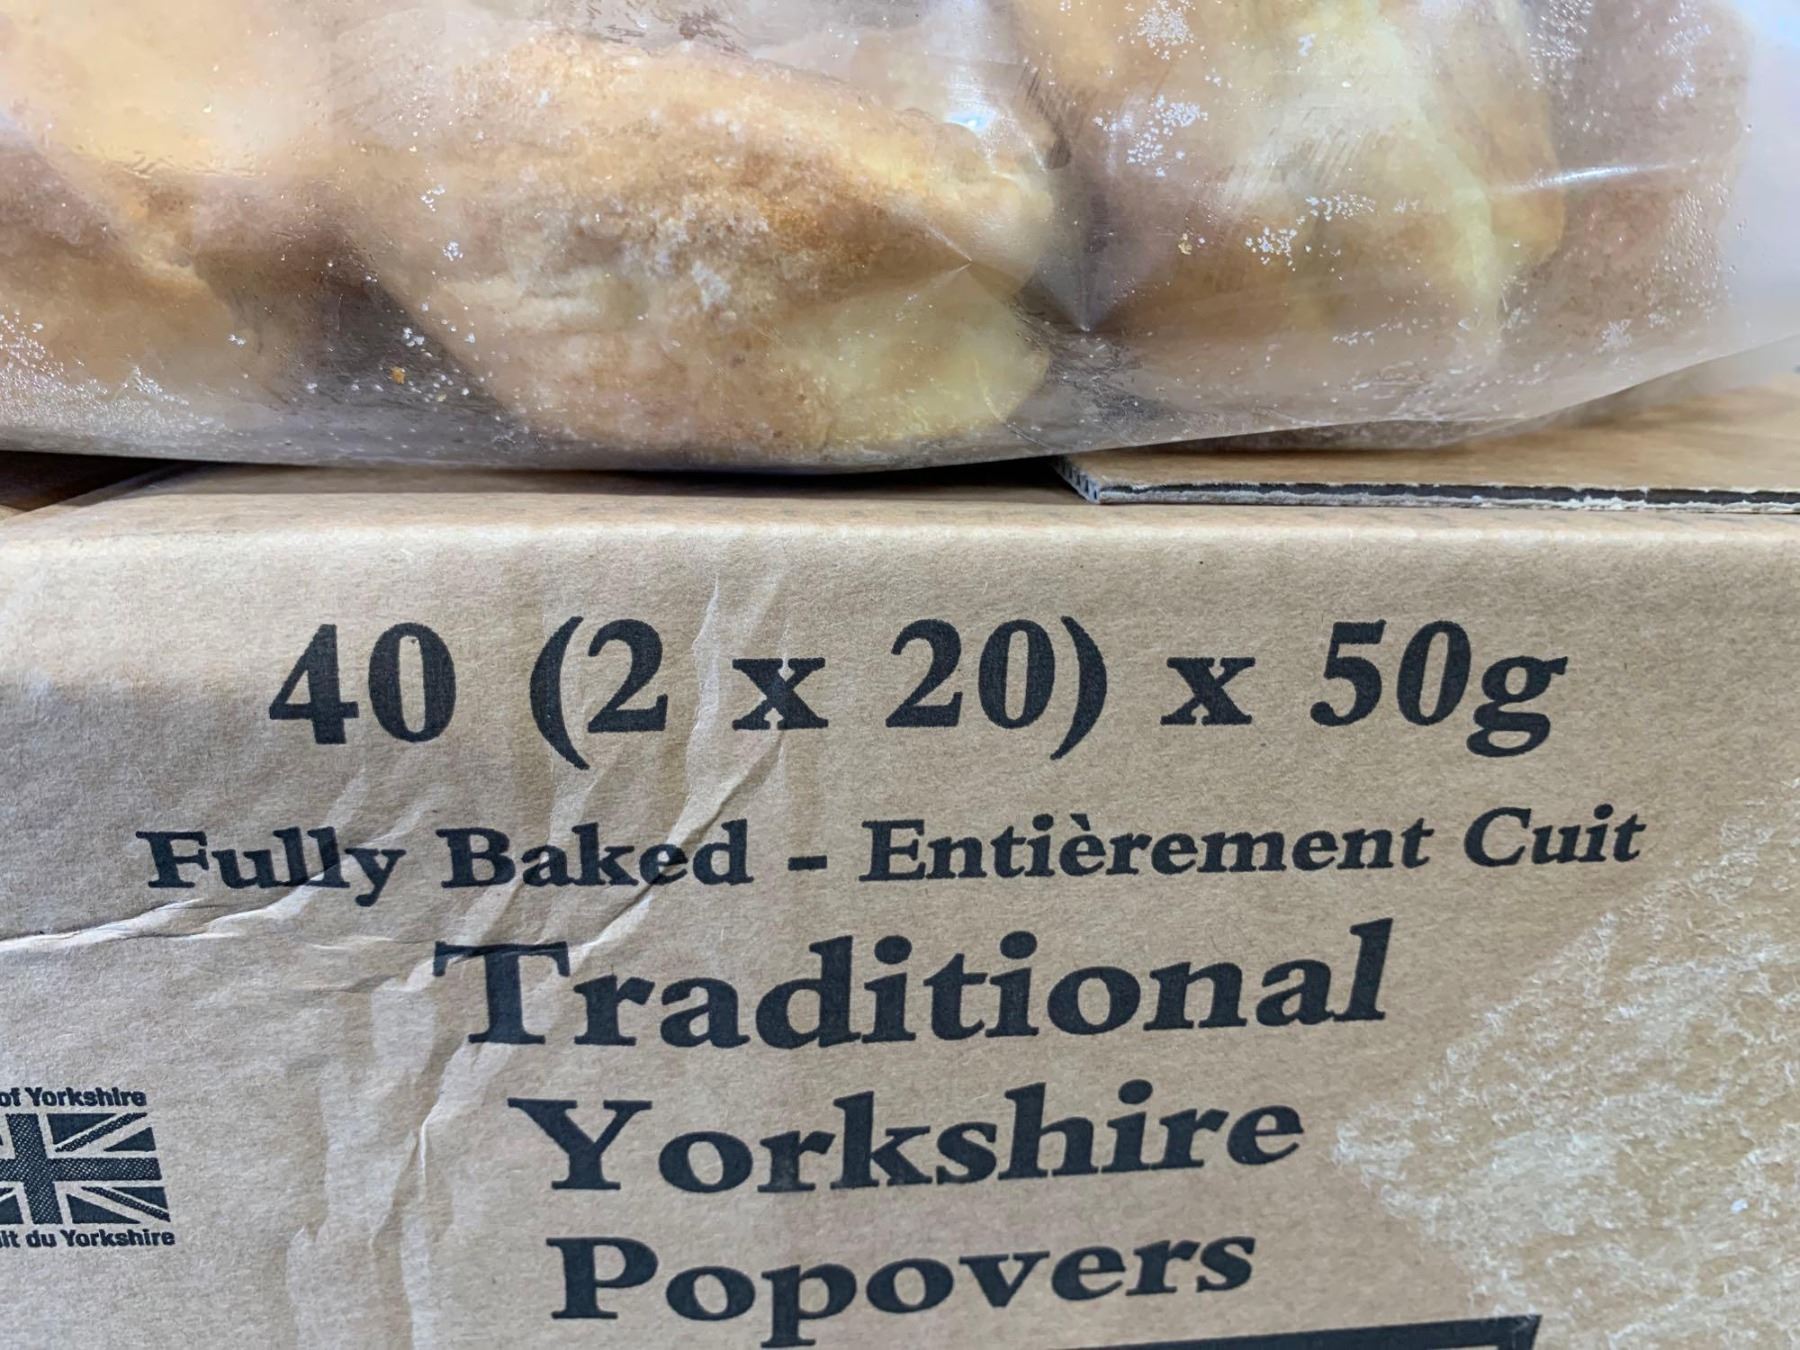 40 (2 x 20) x 50g
Fully Baked - Entièrement Cuit
Traditional
Yorkshire
Popovers
of Yorkshire
du Yorkshire